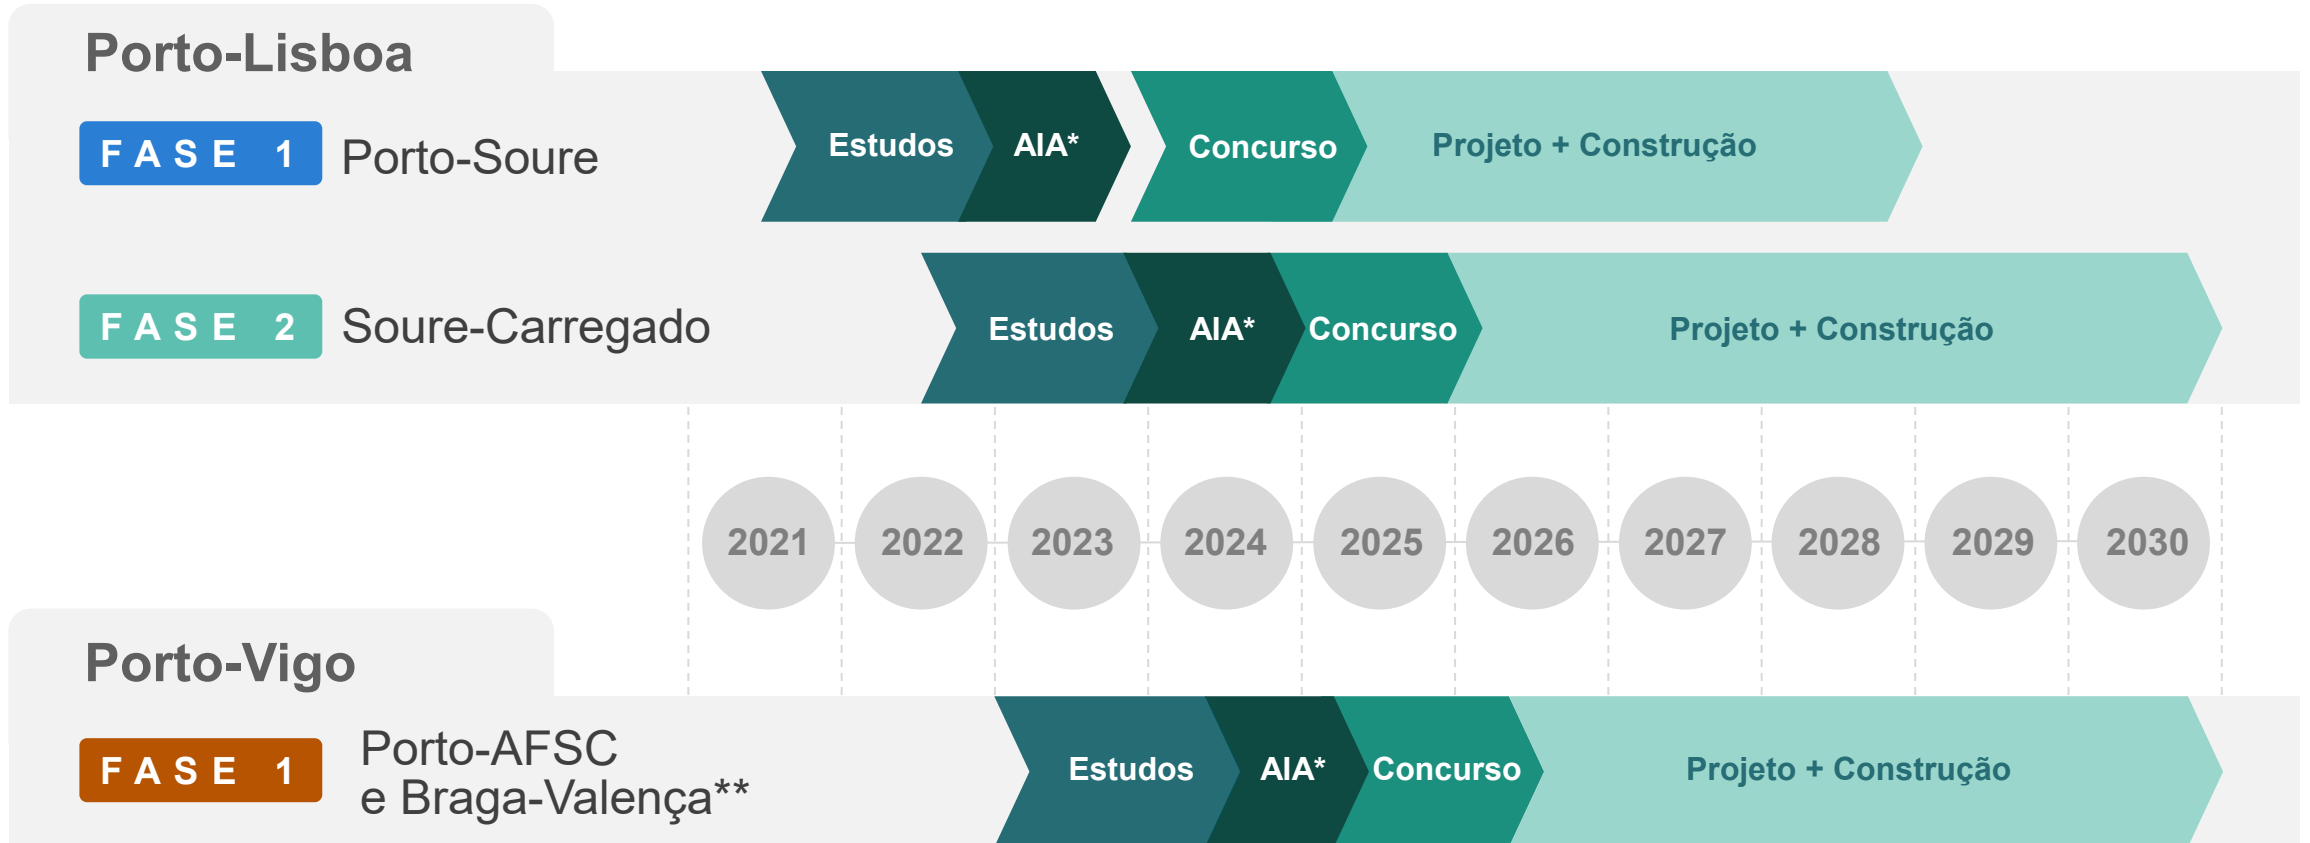 Porto-Lisboa
FASE 1 Porto-Soure Estudos AIA* Concurso Projeto + Construção
FASE 2 Soure-Carregado Estudos AIA* Concurso Projeto + Construção
2021 2022 2023 2024 2025 2026 2027 2028 2029 2030
Porto-Vigo
FASE 1 Porto-AFSC
e Braga-Valença** Estudos AIA* Concurso Projeto + Construção